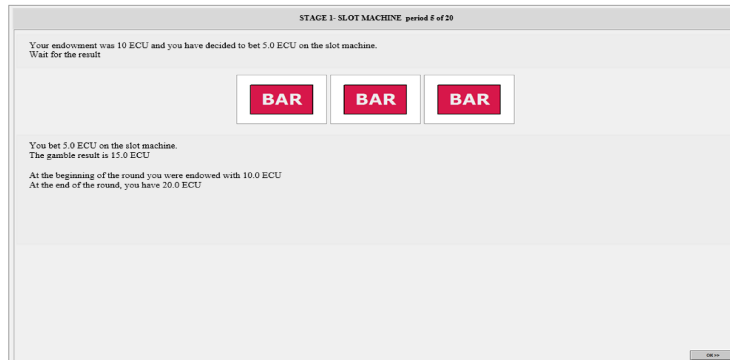 STAGE 1- SLOT MACHINE period 5 of 20
Your endowment was 10 ECU and you have decided to bet 5.0 ECU on the slot machine.
Wait for the result
BAR BAR BAR
You bet 5.0 ECU on the slot machine.
The gamble result is 15.0 ECU
At the beginning of the round you were endowed with 10.0 ECU
At the end of the round, you have 20.0 ECU
OK >>